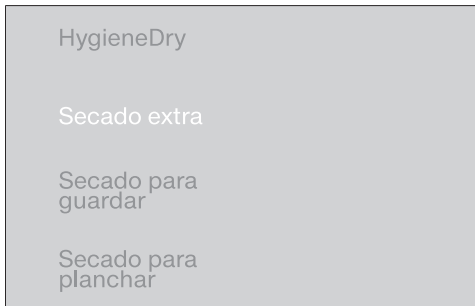 HygieneDry
Secado extra
Secado para
guardar
Secado para
planchar